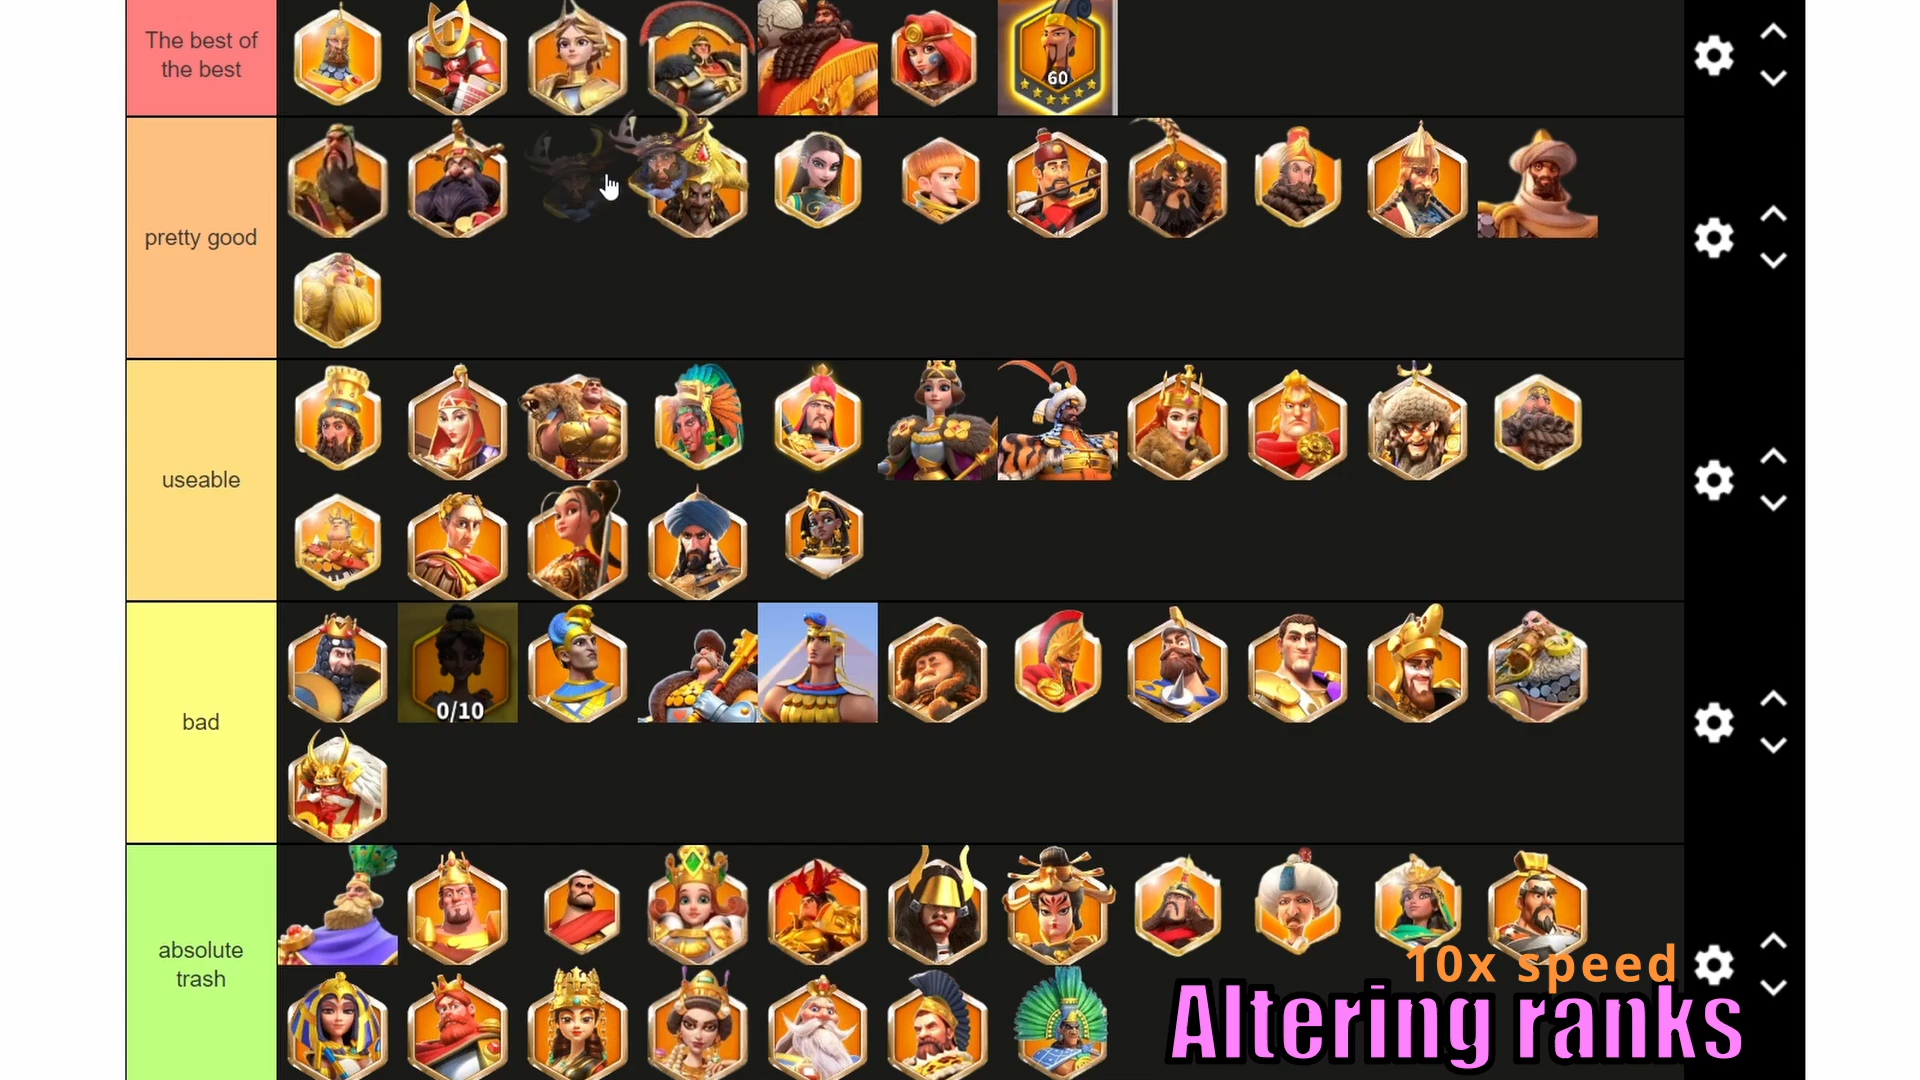 The best of
the best
60
pretty good
useable
bad
0/10
absolute
trash
10x speed
Altering ranks